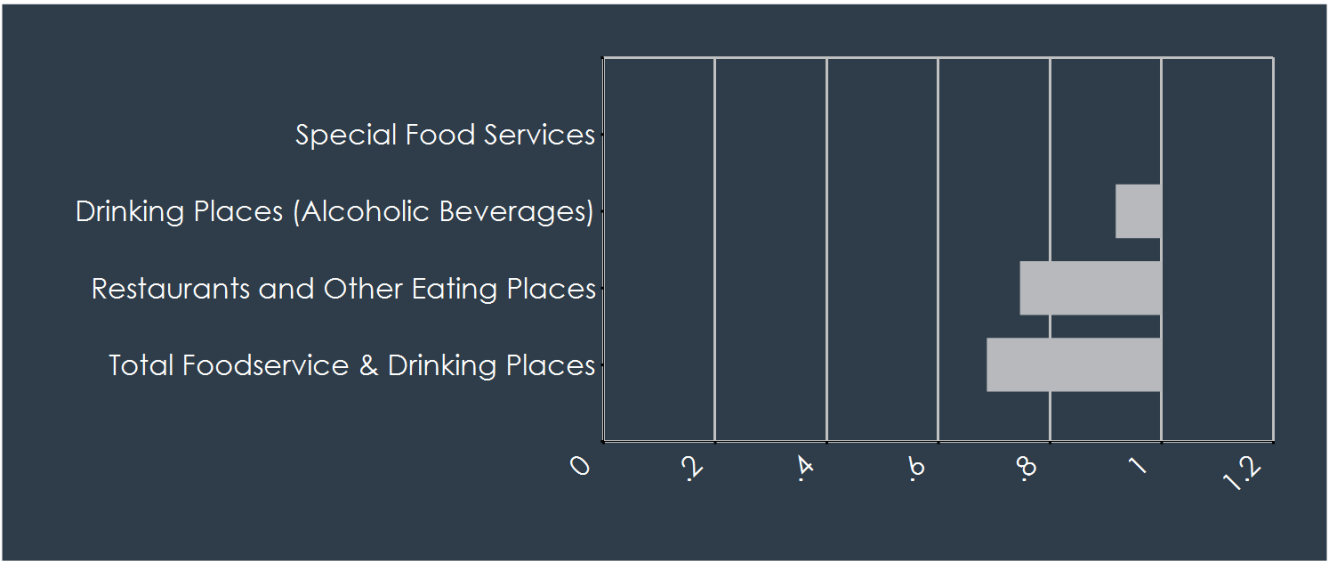 Special Food Services
Drinking Places (Alcoholic Beverages)
Restaurants and Other Eating Places
Total Foodservice & Drinking Places
0 .2 .4 .6 .8 1 1.2